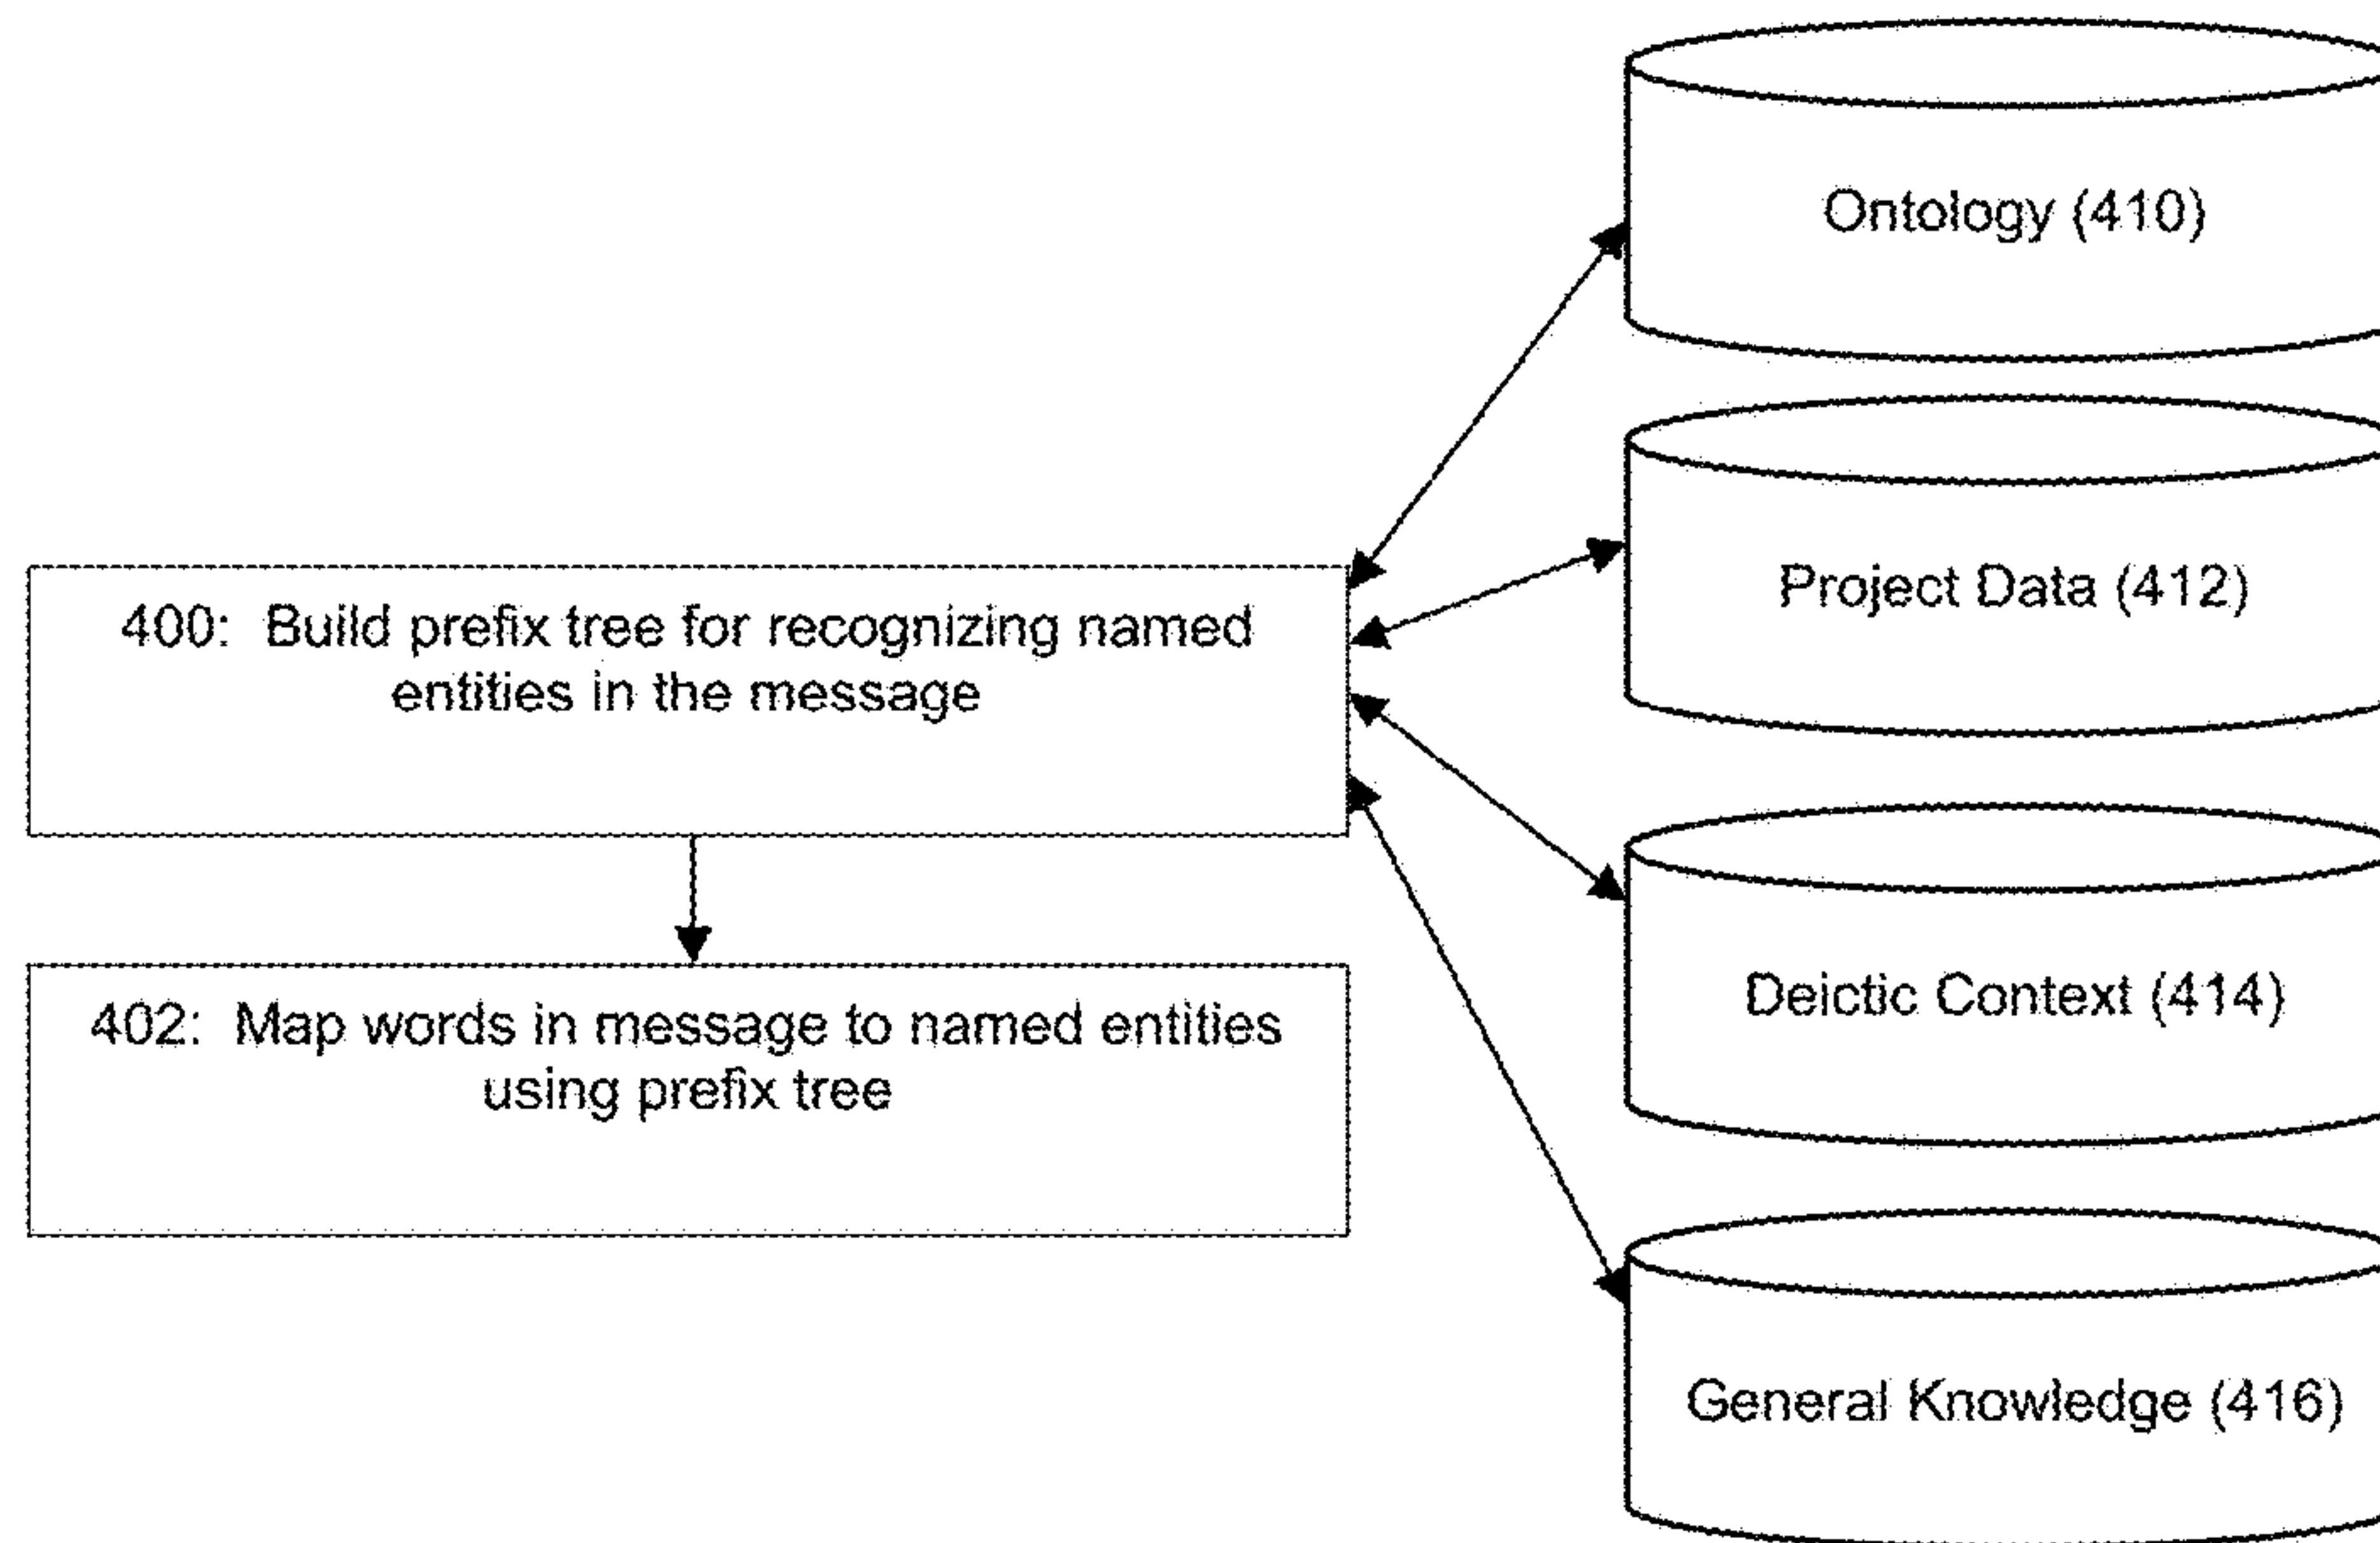 Ontology (410)
Project Data (412)
400: Build prefix tree for recognizing named
entities in the message
402: Map words in message to named entities
using prefix tree
Deictic Context (414)
General Knowledge (416)